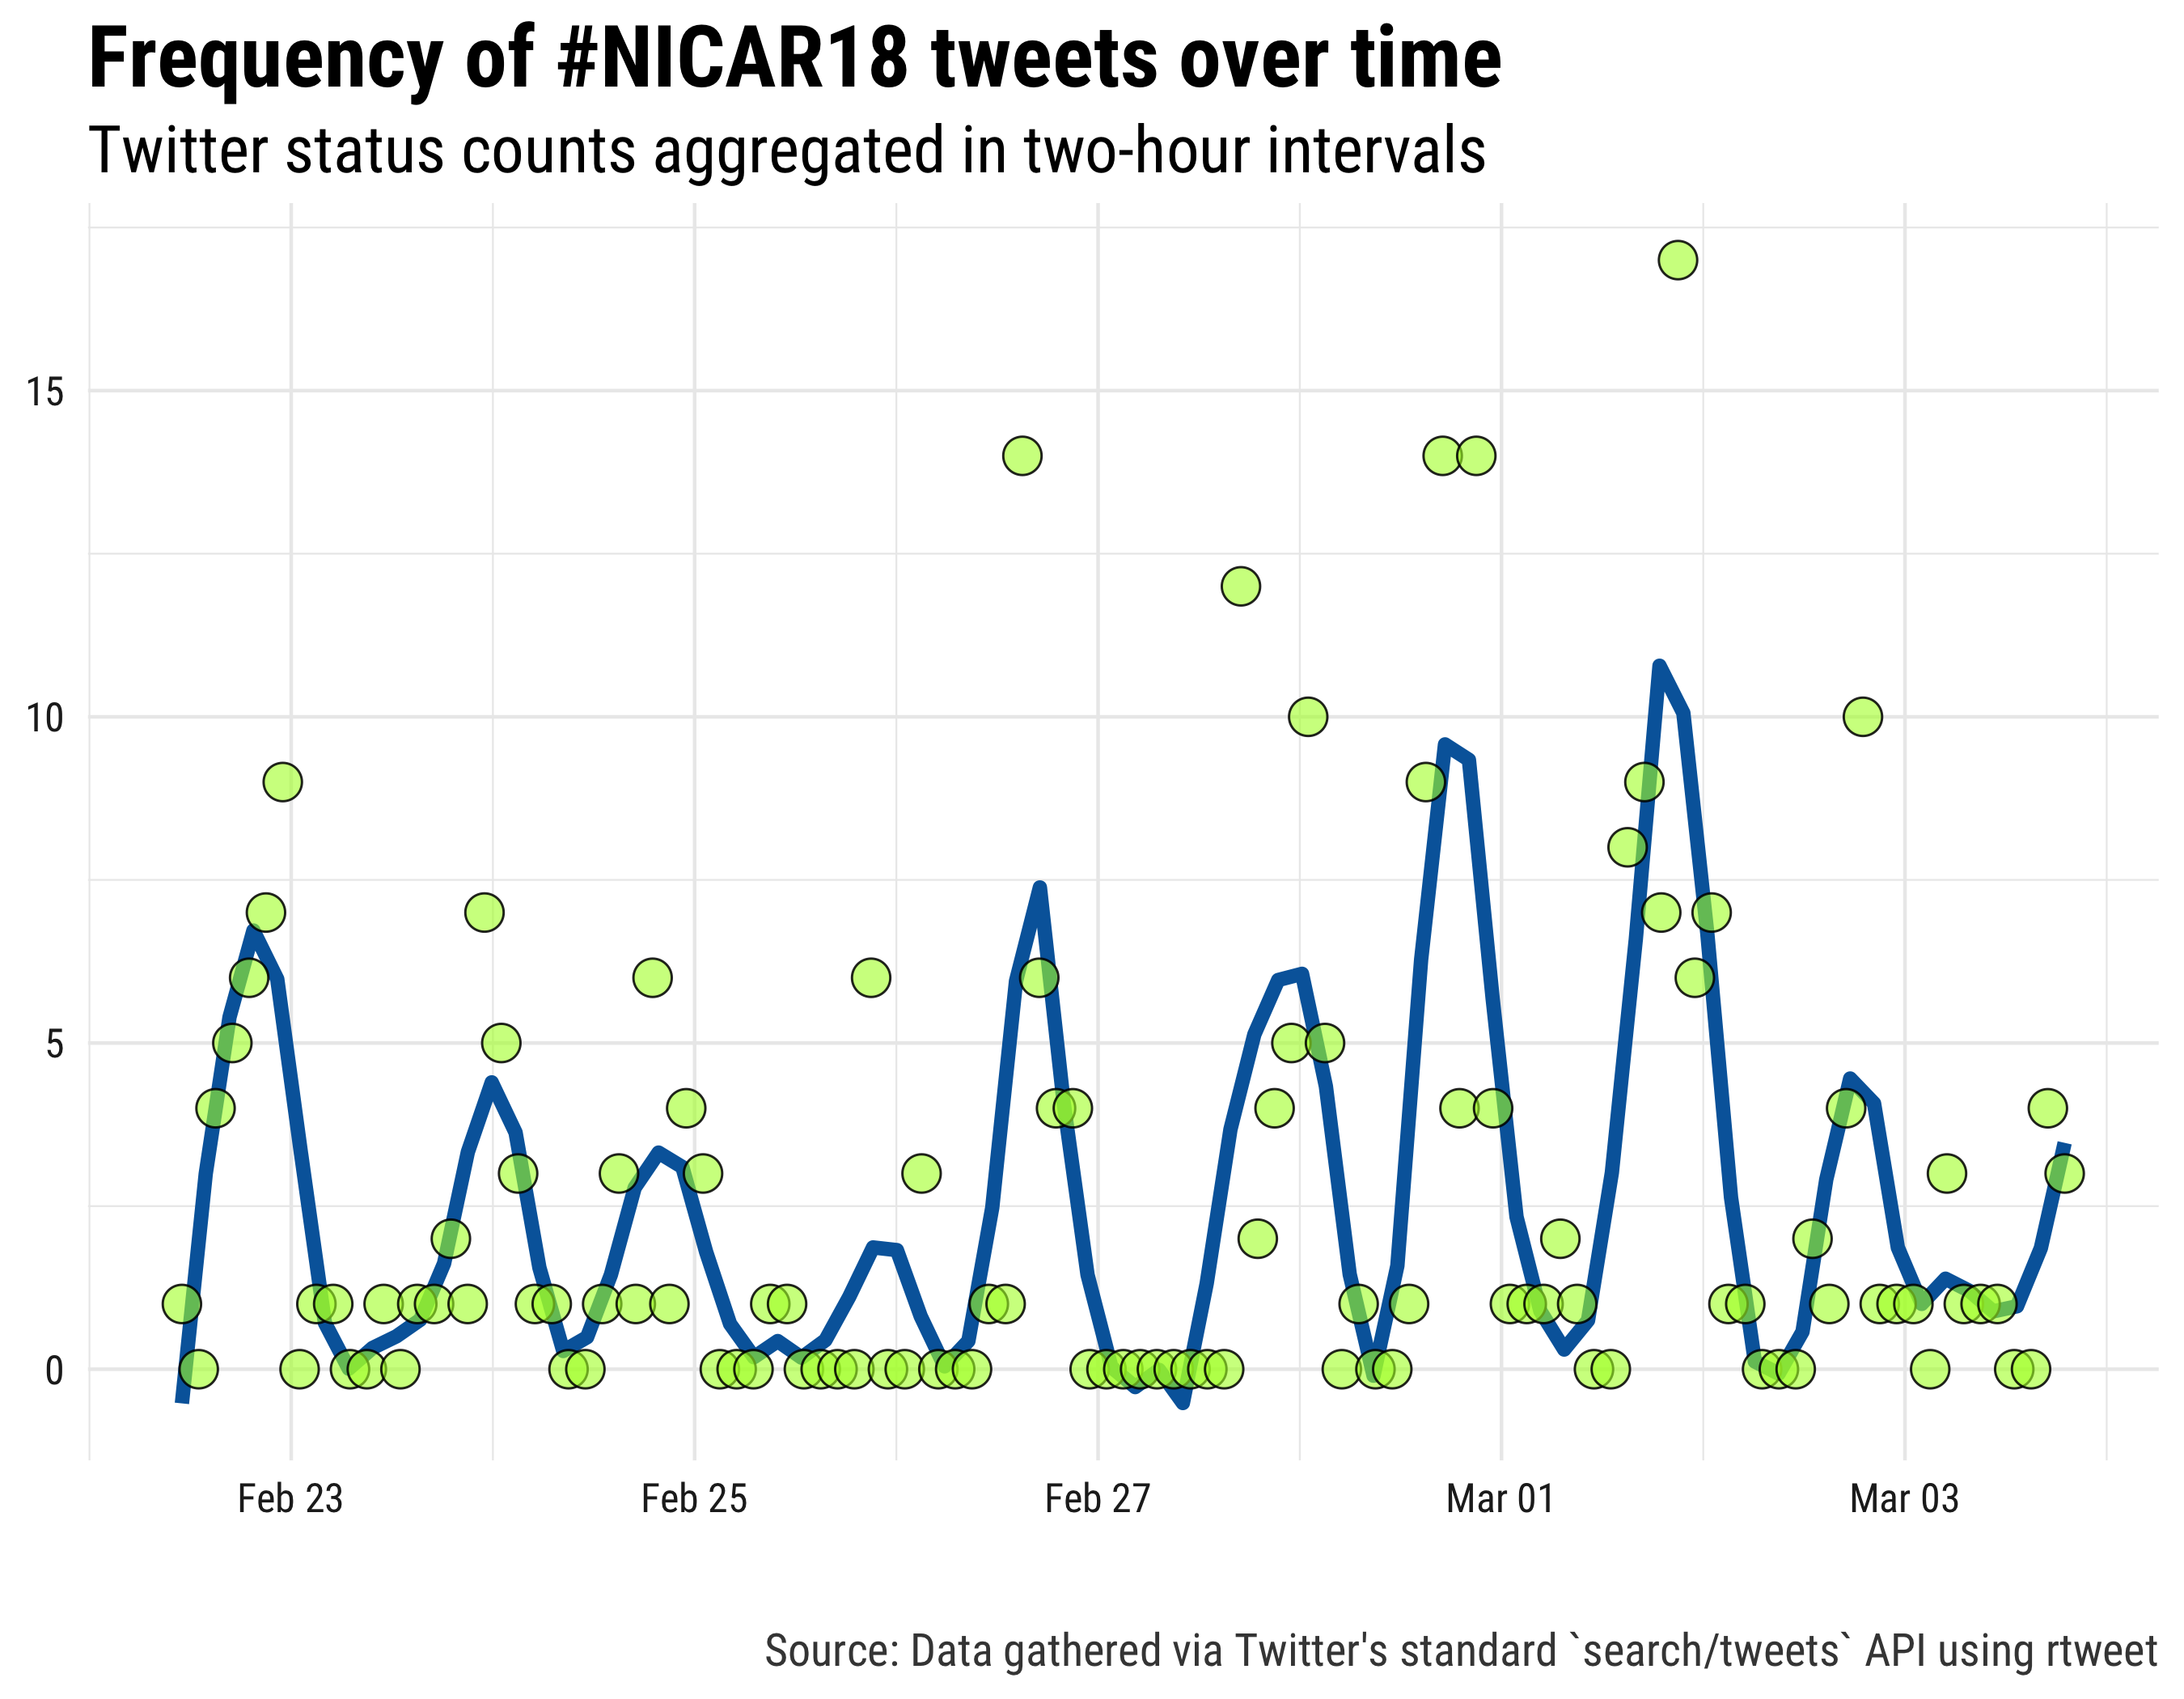 Frequency of #NICAR18 tweets over time
Twitter status counts aggregated in two-hour intervals
15
10
5
0
Feb 23 Feb 25 Feb 27 Mar 01 Mar 03
Source: Data gathered via Twitter's standard `search/tweets` API using rtweet